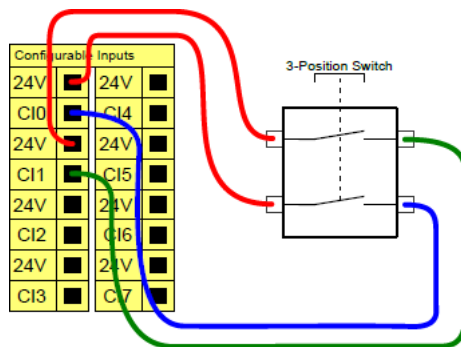 Configurable Inputs
3-Position Switch
24V 24V
CI0 CI4
24V 24V
CI1 CI5
24V 24V
CI2 CI6
24V 24V
CI3 CI7